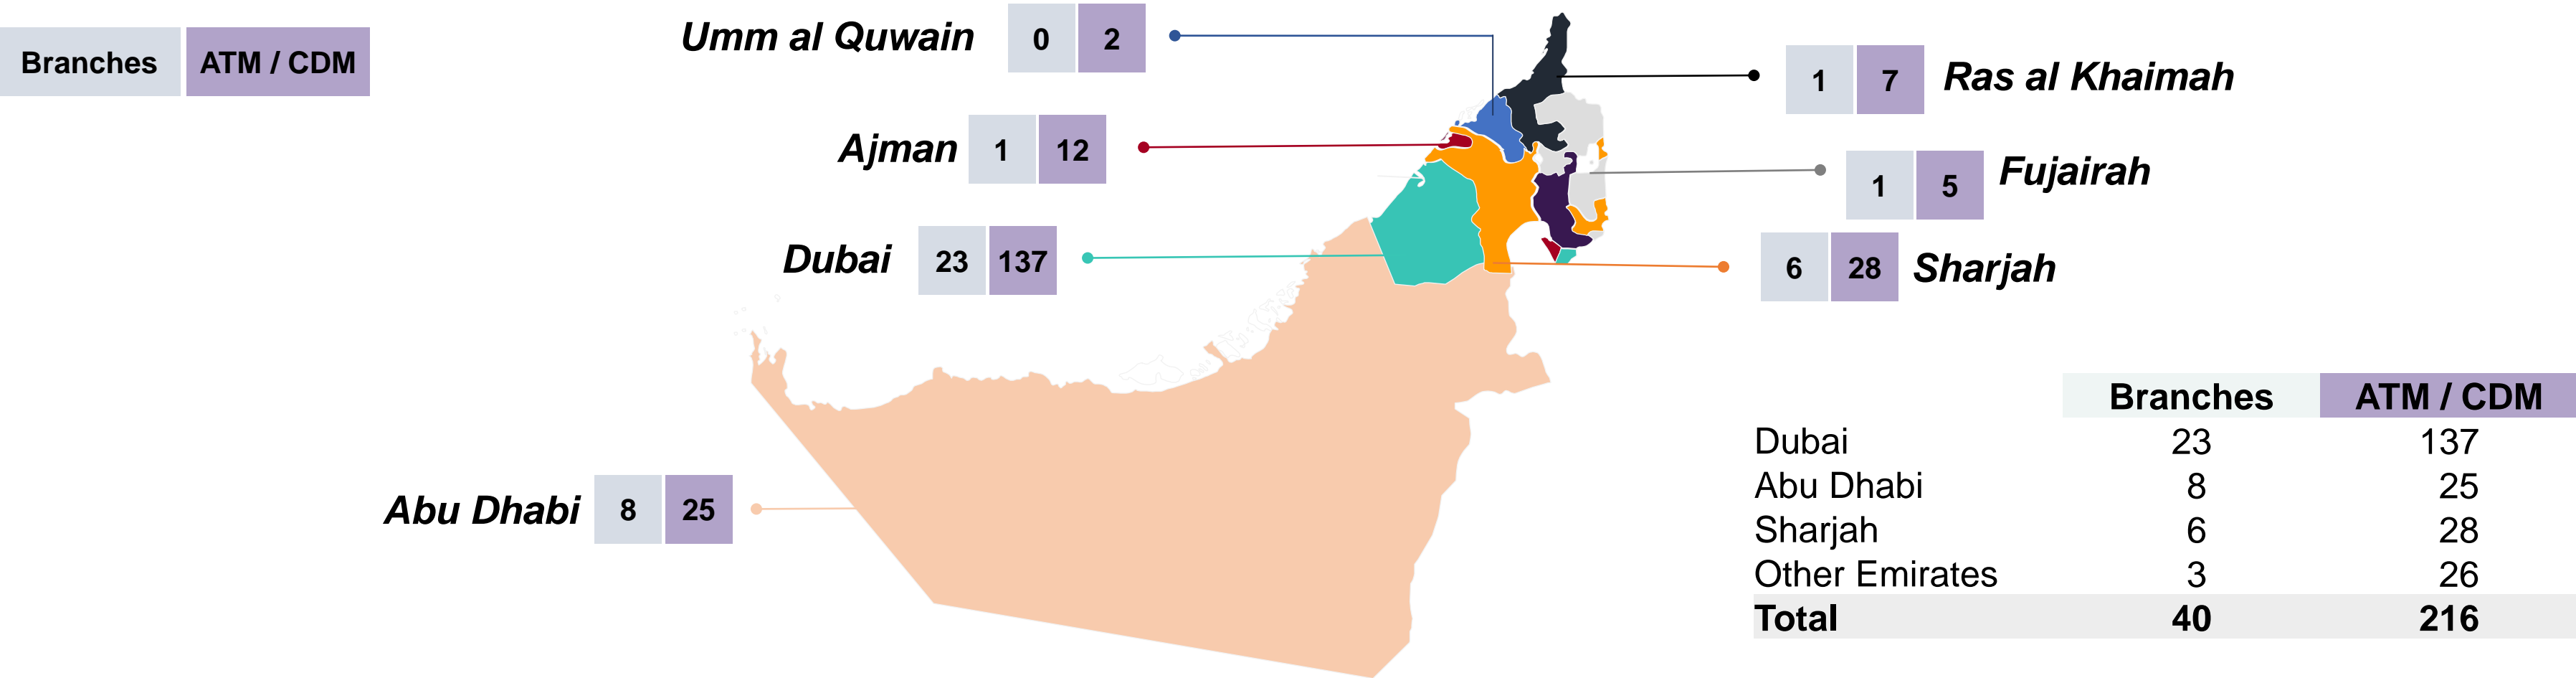 Branches ATM / CDM
Umm al Quwain 0 2
Ajman 1 12
Dubai 23 137
Abu Dhabi 8 25
1 7 Ras al Khaimah
1 5 Fujairah
6 28 Sharjah
Branches ATM / CDM
Dubai 23 137
Abu Dhabi 8 25
Sharjah 6 28
Other Emirates 3 26
Total 40 216